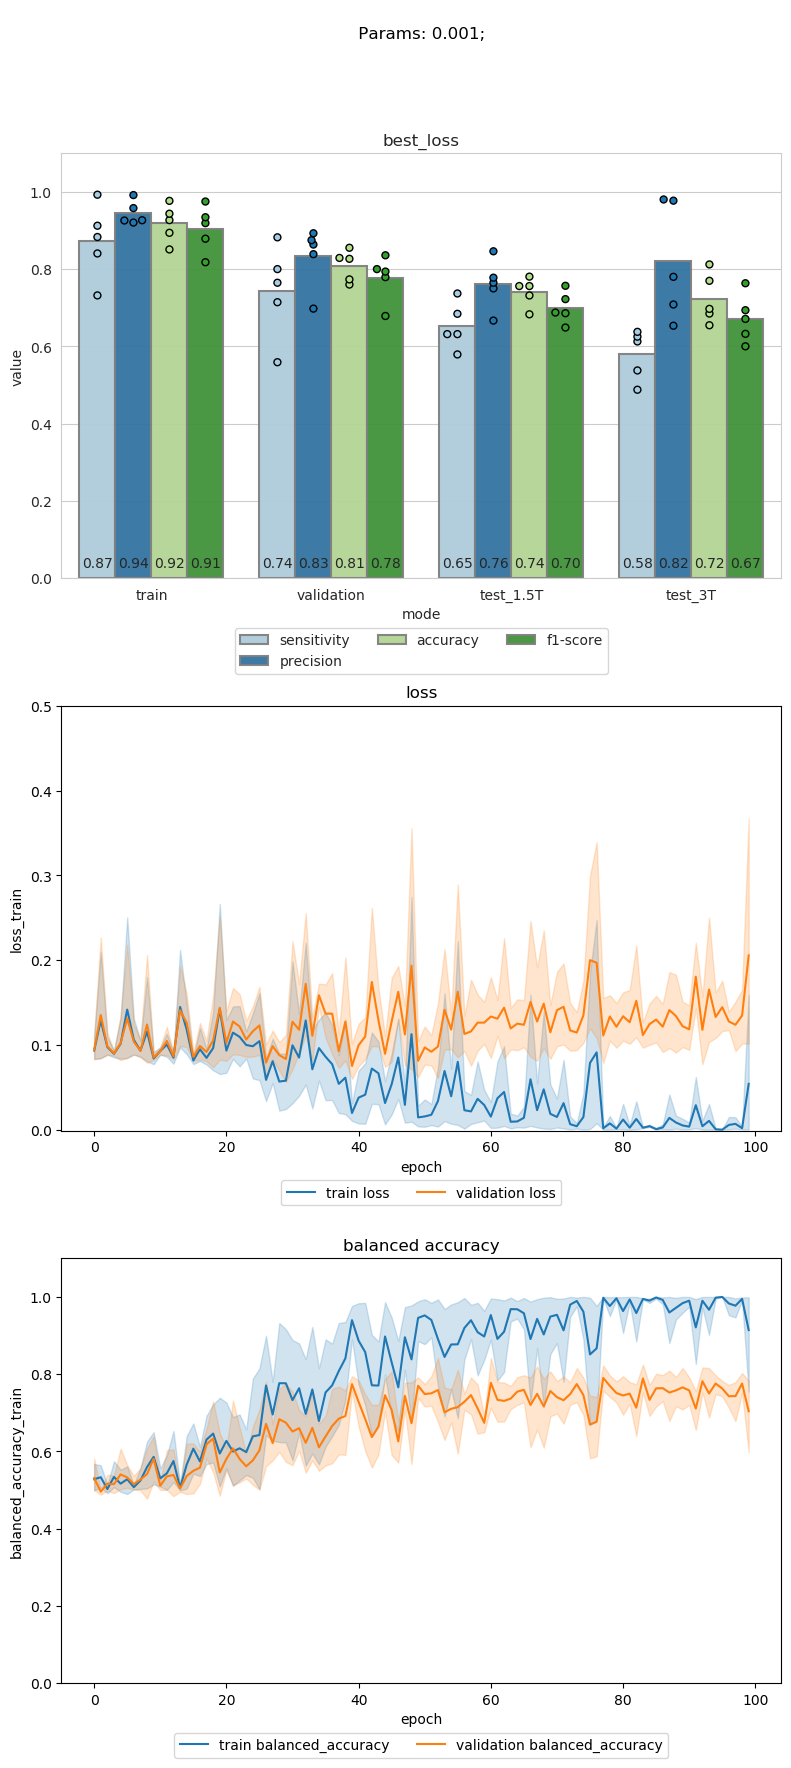 Params: 0.001;
best_loss
1.0
0.8
0.6
0.4
0.2
0.0
value
0.87 0.94 0.92 0.91 0.74 0.83 0.81 0.78 0.65 0.76 0.74 0.70 0.58 0.82 0.72 0.67
train validation test_1.5T test_3T
mode
sensitivity accuracy f1-score
precision
loss
0.5
0.4
0.3
0.2
0.1
0.0
loss_train
0 20 40 60 80 100
epoch
train loss validation loss
balanced accuracy
1.0
0.8
0.6
0.4
0.2
0.0
balanced_accuracy_train
0 20 40 60 80 100
epoch
train balanced_accuracy validation balanced_accuracy